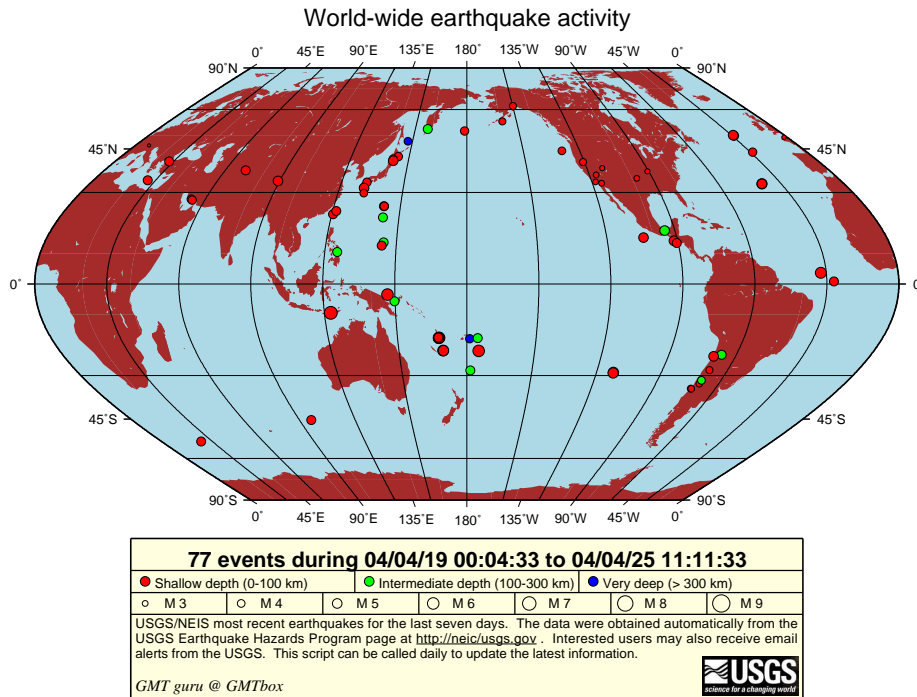 World-wide earthquake activity
0˚ 45˚E 90˚E 135˚E 180˚E 135˚W 90˚W 45˚W 0˚
90˚N 90˚N
45˚N 45˚N
0˚ 0˚
45˚S 45˚S
90˚S 90˚S
0˚ 45˚E 90˚E 135˚E 180˚E 135˚W 90˚W 45˚W 0˚
77 events during 04/04/19 00:04:33 to 04/04/25 11:11:33
Shallow depth (0-100 km) Intermediate depth (100-300 km) Very deep (> 300 km)
M 3 M 4 M 5 M 6 M 7 M 8 M 9
USGS/NEIS most recent earthquakes for the last seven days. The data were obtained automatically from the
USGS Earthquake Hazards Program page at http://neic/usgs.gov . Interested users may also receive email
alerts from the USGS. This script can be called daily to update the latest information.
USGS
science for a changing world
GMT guru @ GMTbox